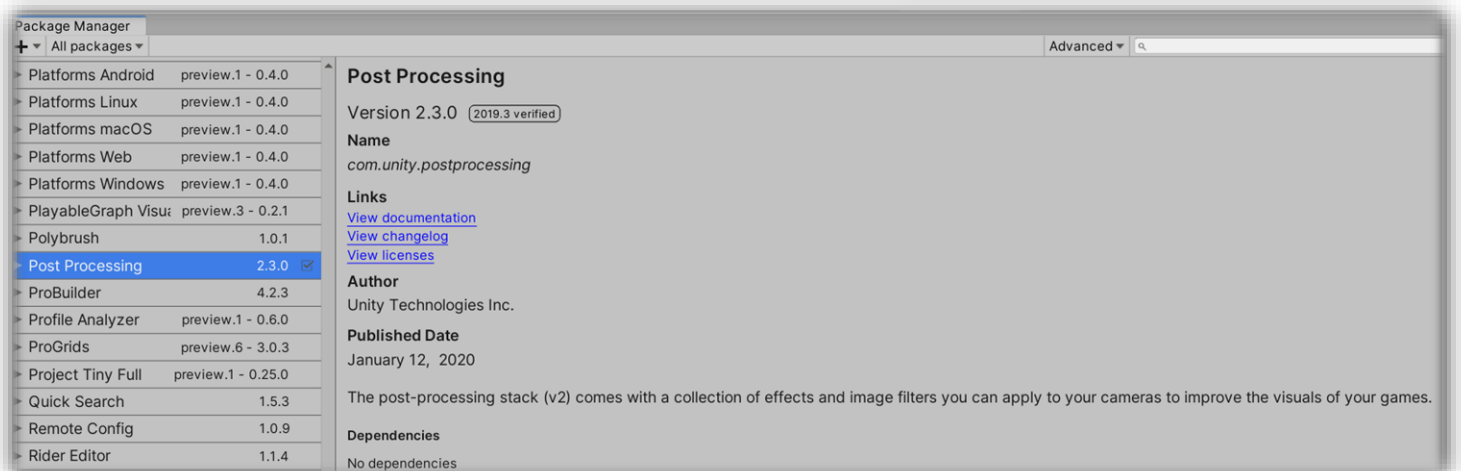 Package Manager
+ All packages
Advanced
Platforms Android preview.1 - 0.4.0
Platforms Linux preview.1 - 0.4.0
Platforms macOS preview.1 - 0.4.0
Platforms Web preview.1 - 0.4.0
Platforms Windows preview.1 - 0.4.0
PlayableGraph Visua preview.3 - 0.2.1
Polybrush 1.0.1
Post Processing 2.3.0
ProBuilder 4.2.3
Profile Analyzer preview.1 - 0.6.0
ProGrids preview.6 - 3.0.3
Project Tiny Full preview.1 - 0.25.0
Quick Search 1.5.3
Remote Config 1.0.9
Rider Editor 1.1.4
Post Processing
Version 2.3.0 2019.3 verified
Name
com.unity.postprocessing
Links
View documentation
View changelog
View licenses
Author
Unity Technologies Inc.
Published Date
January 12, 2020
The post-processing stack (v2) comes with a collection of effects and image filters you can apply to your cameras to improve the visuals of your games.
Dependencies
No dependencies